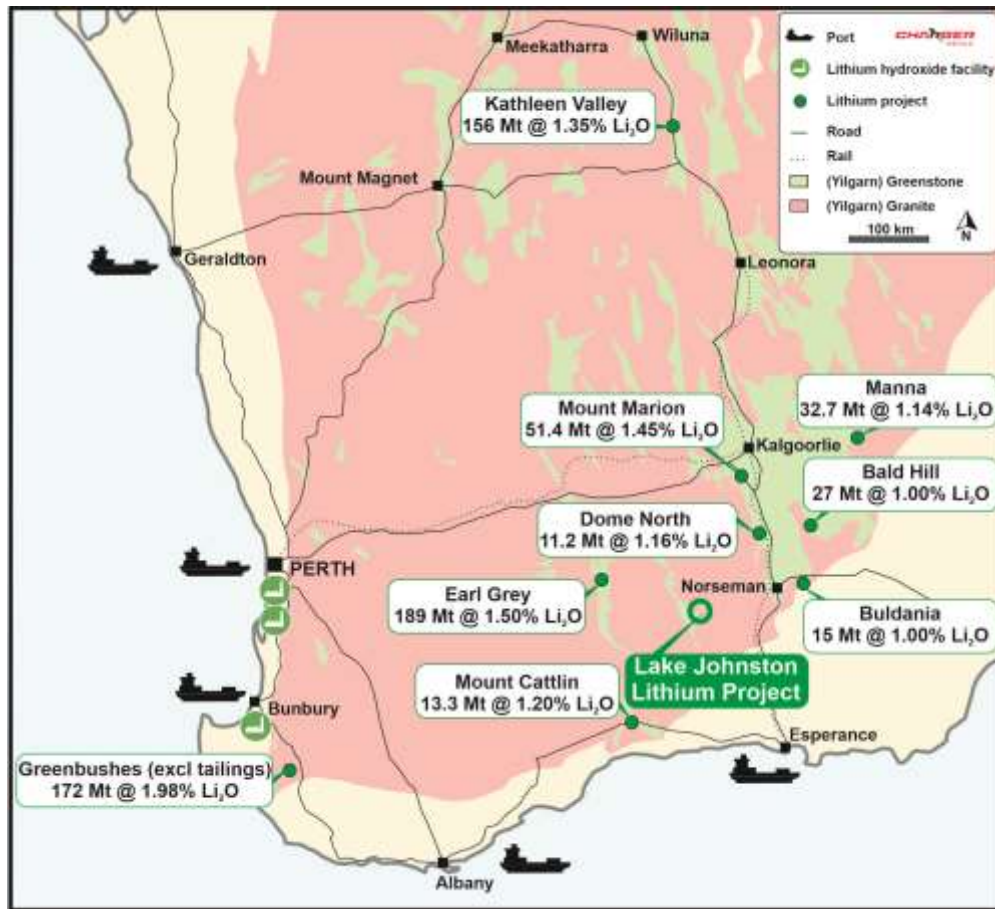 Meekatharra
Wiluna
Port
CHARGER
METALS
Lithium hydroxide facility
Lithium project
Road
Rail
(Yilgarn) Greenstone
(Yilgarn) Granite
100 km
N
Kathleen Valley
156 Mt @ 1.35% Li₂O
Mount Magnet
Geraldton
Leonora
Manna
32.7 Mt @ 1.14% Li₂O
Mount Marion
51.4 Mt @ 1.45% Li₂O
Kalgoorlie
Bald Hill
27 Mt @ 1.00% Li₂O
Dome North
11.2 Mt @ 1.16% Li₂O
PERTH
Earl Grey
189 Mt @ 1.50% Li₂O
Norseman
Buldania
15 Mt @ 1.00% Li₂O
Lake Johnston
Lithium Project
Mount Cattlin
13.3 Mt @ 1.20% Li₂O
Bunbury
Esperance
Greenbushes (excl tailings)
172 Mt @ 1.98% Li₂O
Albany